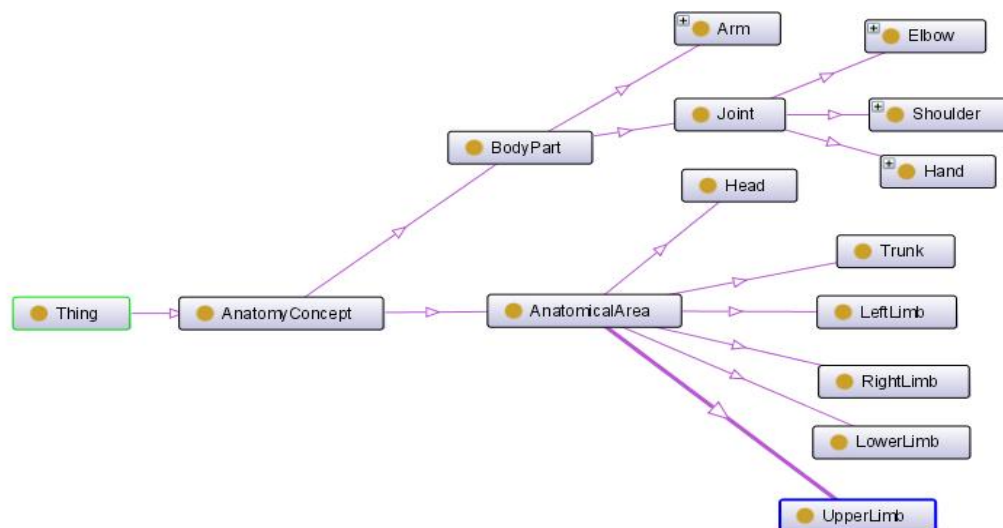 Arm
Elbow
Joint
Shoulder
BodyPart
Hand
Head
Trunk
Thing
AnatomyConcept
AnatomicalArea
LeftLimb
RightLimb
LowerLimb
UpperLimb